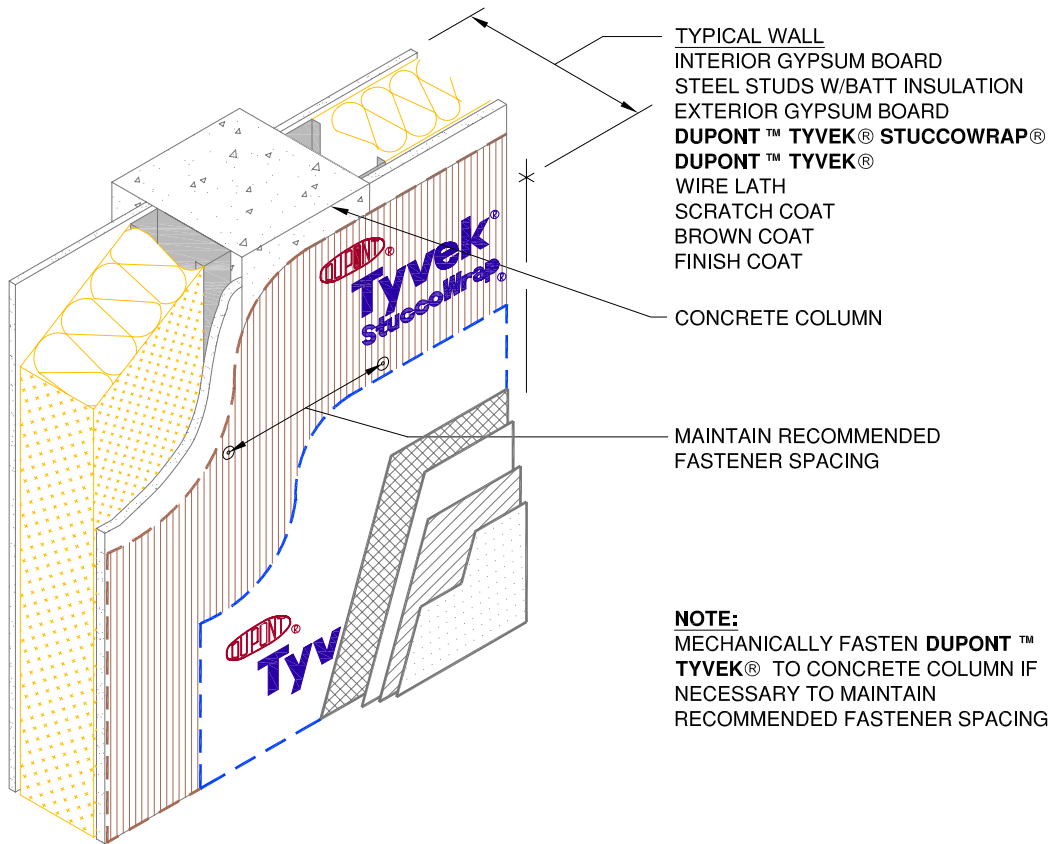 TYPICAL WALL
INTERIOR GYPSUM BOARD
STEEL STUDS W/BATT INSULATION
EXTERIOR GYPSUM BOARD
DUPONT ™ TYVEK® STUCCOWRAP®
DUPONT ™ TYVEK®
WIRE LATH
SCRATCH COAT
BROWN COAT
FINISH COAT
DUPONT®
Tyvek®
StuccoWrap®
CONCRETE COLUMN
MAINTAIN RECOMMENDED
FASTENER SPACING
DUPONT®
Tyv
NOTE:
MECHANICALLY FASTEN DUPONT ™
TYVEK® TO CONCRETE COLUMN IF
NECESSARY TO MAINTAIN
RECOMMENDED FASTENER SPACING